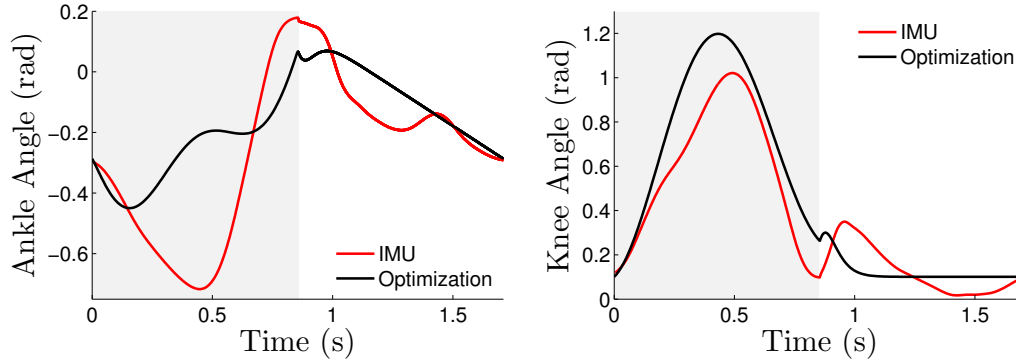 Ankle Angle (rad)
0.2
0
−0.2
−0.4
−0.6
0
0.5
1
1.5
Time (s)
IMU
Optimization
Knee Angle (rad)
1.2
1
0.8
0.6
0.4
0.2
0
0
0.5
1
1.5
Time (s)
IMU
Optimization